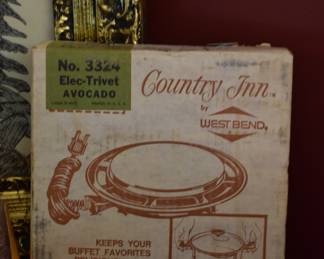 No. 3324
Elec-Trivet
AVOCADO
Country Inn
by
WEST BEND
KEEPS YOUR
BUFFET FAVORITES